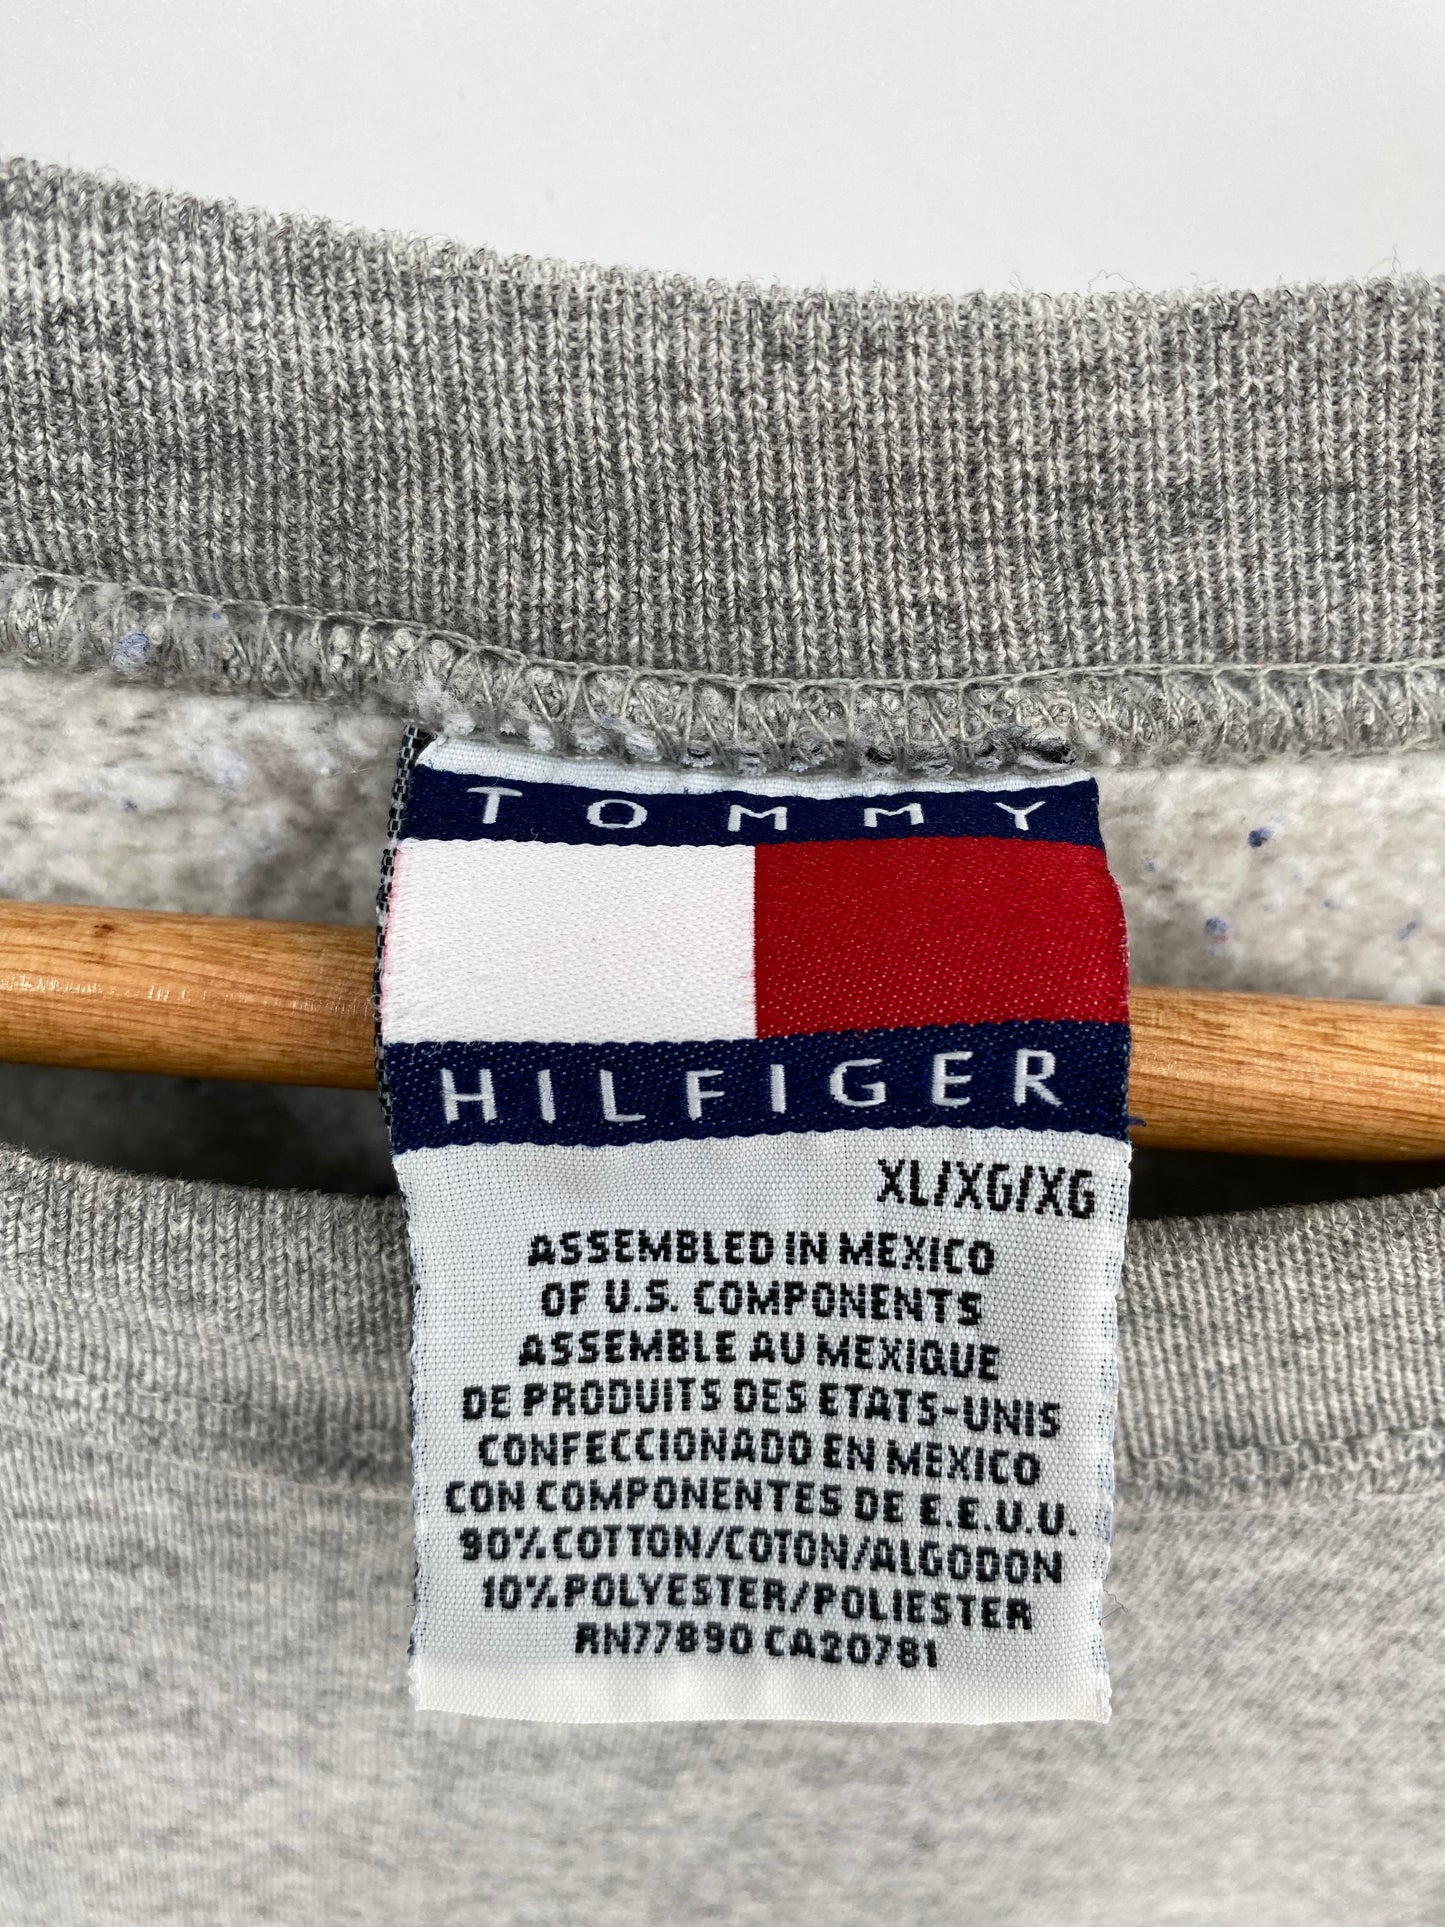 TOMMY
HILFIGER
XL/XG/XG
ASSEMBLED IN MEXICO
OF U.S. COMPONENTS
ASSEMBLE AU MEXIQUE
DE PRODUITS DES ETATS-UNIS
CONFECCIONADO EN MEXICO
CON COMPONENTES DE E.E.U.U.
90% COTTON/COTON/ALGODON
10% POLYESTER/POLIESTER
RN77890 CA20781